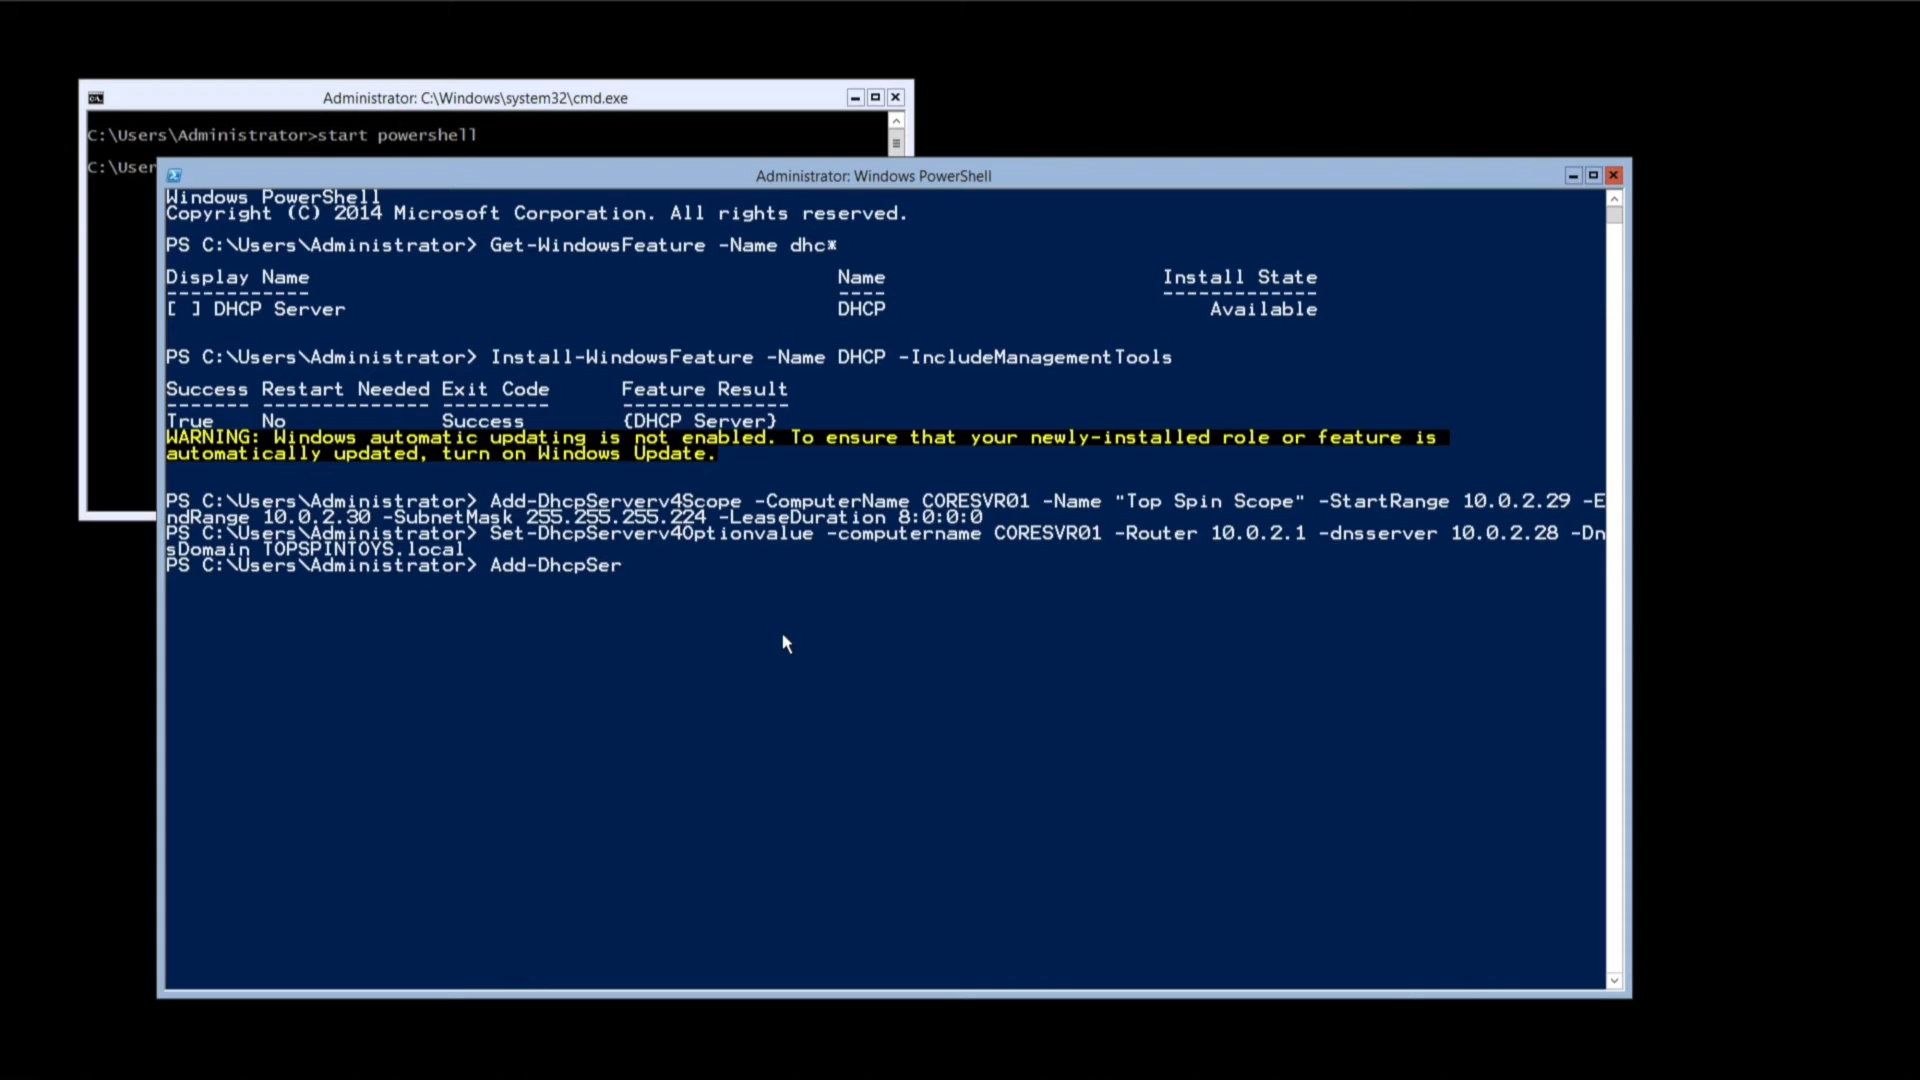 Administrator: C:\Windows\system32\cmd.exe
C:\Users\Administrator>start powershell
C:\User
Administrator: Windows PowerShell
Windows PowerShell
Copyright (C) 2014 Microsoft Corporation. All rights reserved.
PS C:\Users\Administrator> Get-WindowsFeature -Name dhc*
Display Name Name Install State
------------ ---- -------------
[ ] DHCP Server DHCP Available
PS C:\Users\Administrator> Install-WindowsFeature -Name DHCP -IncludeManagementTools
Success Restart Needed Exit Code Feature Result
------- -------------- --------- --------------
True No Success {DHCP Server}
WARNING: Windows automatic updating is not enabled. To ensure that your newly-installed role or feature is
automatically updated, turn on Windows Update.
PS C:\Users\Administrator> Add-DhcpServerv4Scope -ComputerName CORESVR01 -Name "Top Spin Scope" -StartRange 10.0.2.29 -E
ndRange 10.0.2.30 -SubnetMask 255.255.255.224 -LeaseDuration 8:0:0:0
PS C:\Users\Administrator> Set-DhcpServerv4Optionvalue -computername CORESVR01 -Router 10.0.2.1 -dnsserver 10.0.2.28 -Dn
sDomain TOPSPINTOYS.local
PS C:\Users\Administrator> Add-DhcpSer